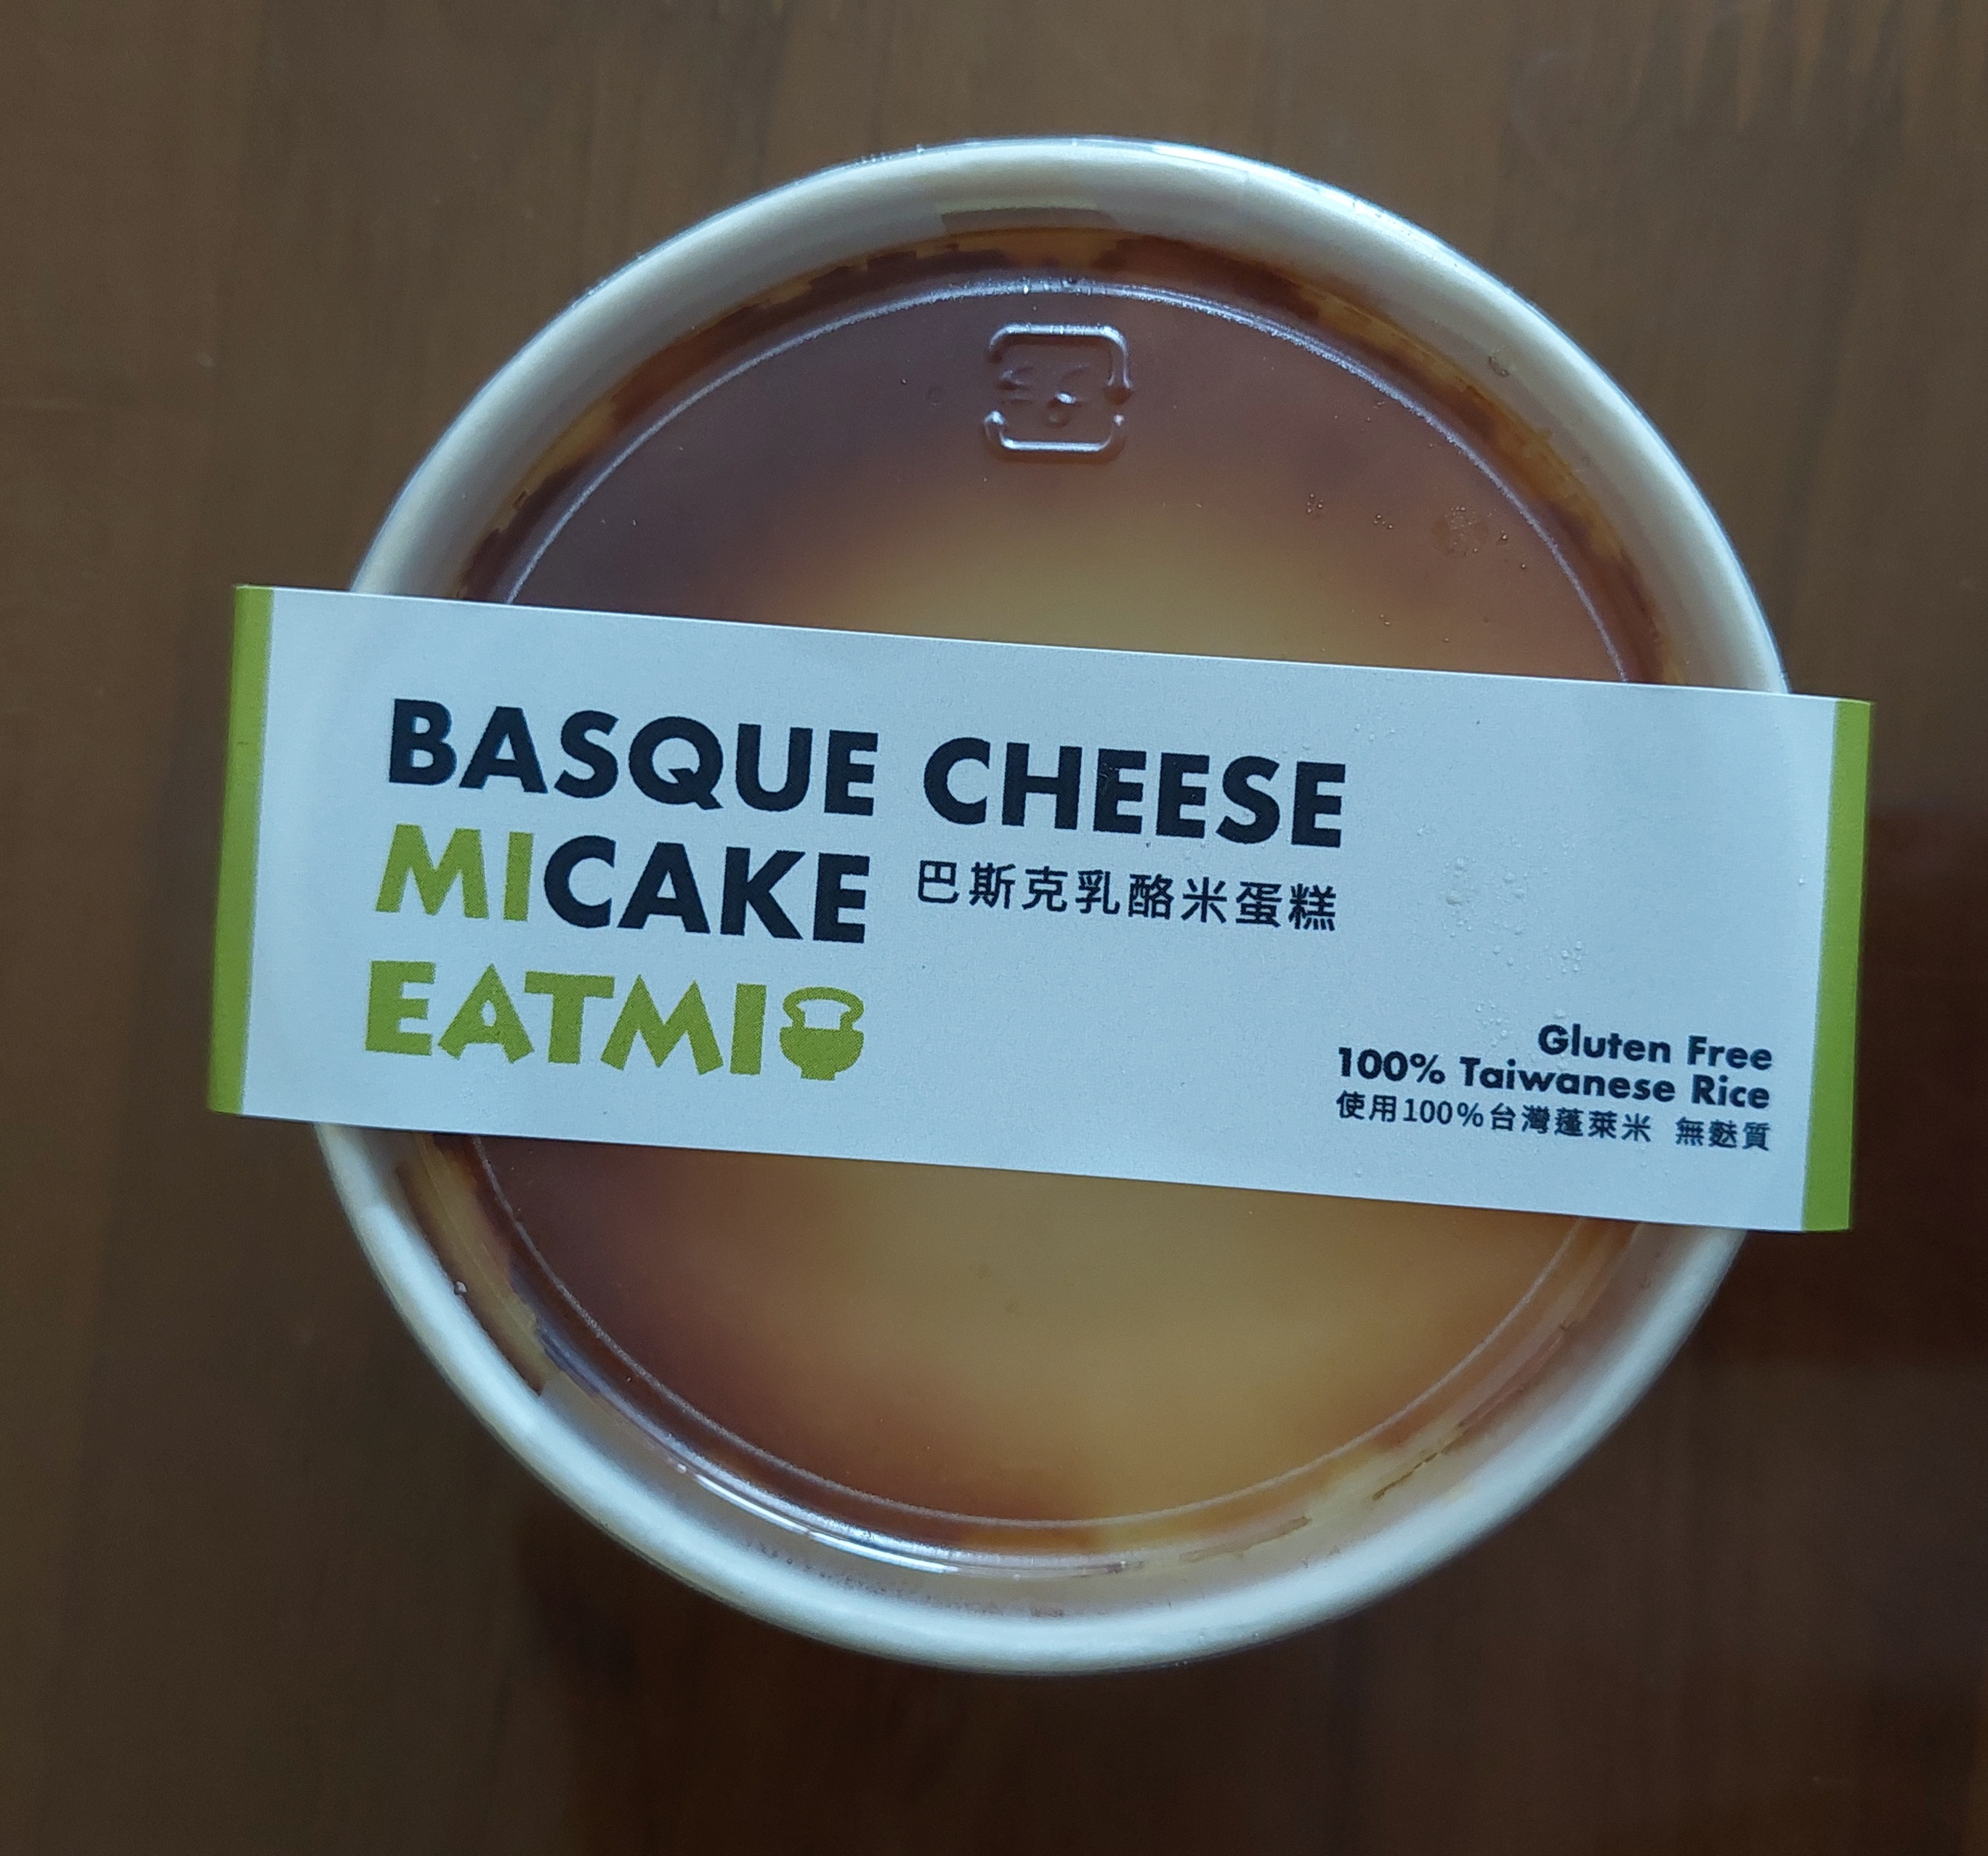 BASQUE CHEESE
MICAKE 巴斯克乳酪米蛋糕
EATMI
Gluten Free
100% Taiwanese Rice
使用100%台灣蓬萊米 無麩質